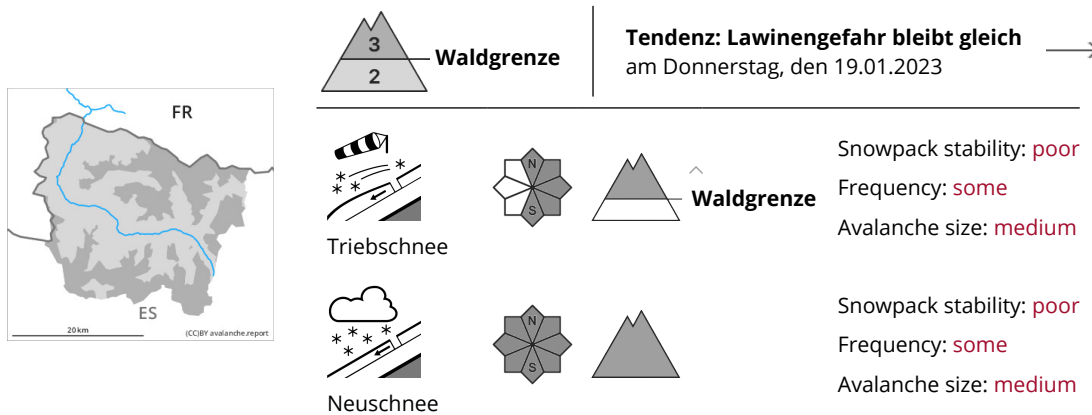 3
2
Waldgrenze
Tendenz: Lawinengefahr bleibt gleich
am Donnerstag, den 19.01.2023
FR
ES
20 km
(CC)BY avalanche.report
N
S
Triebschnee
Waldgrenze
Snowpack stability: poor
Frequency: some
Avalanche size: medium
N
S
Neuschnee
Snowpack stability: poor
Frequency: some
Avalanche size: medium